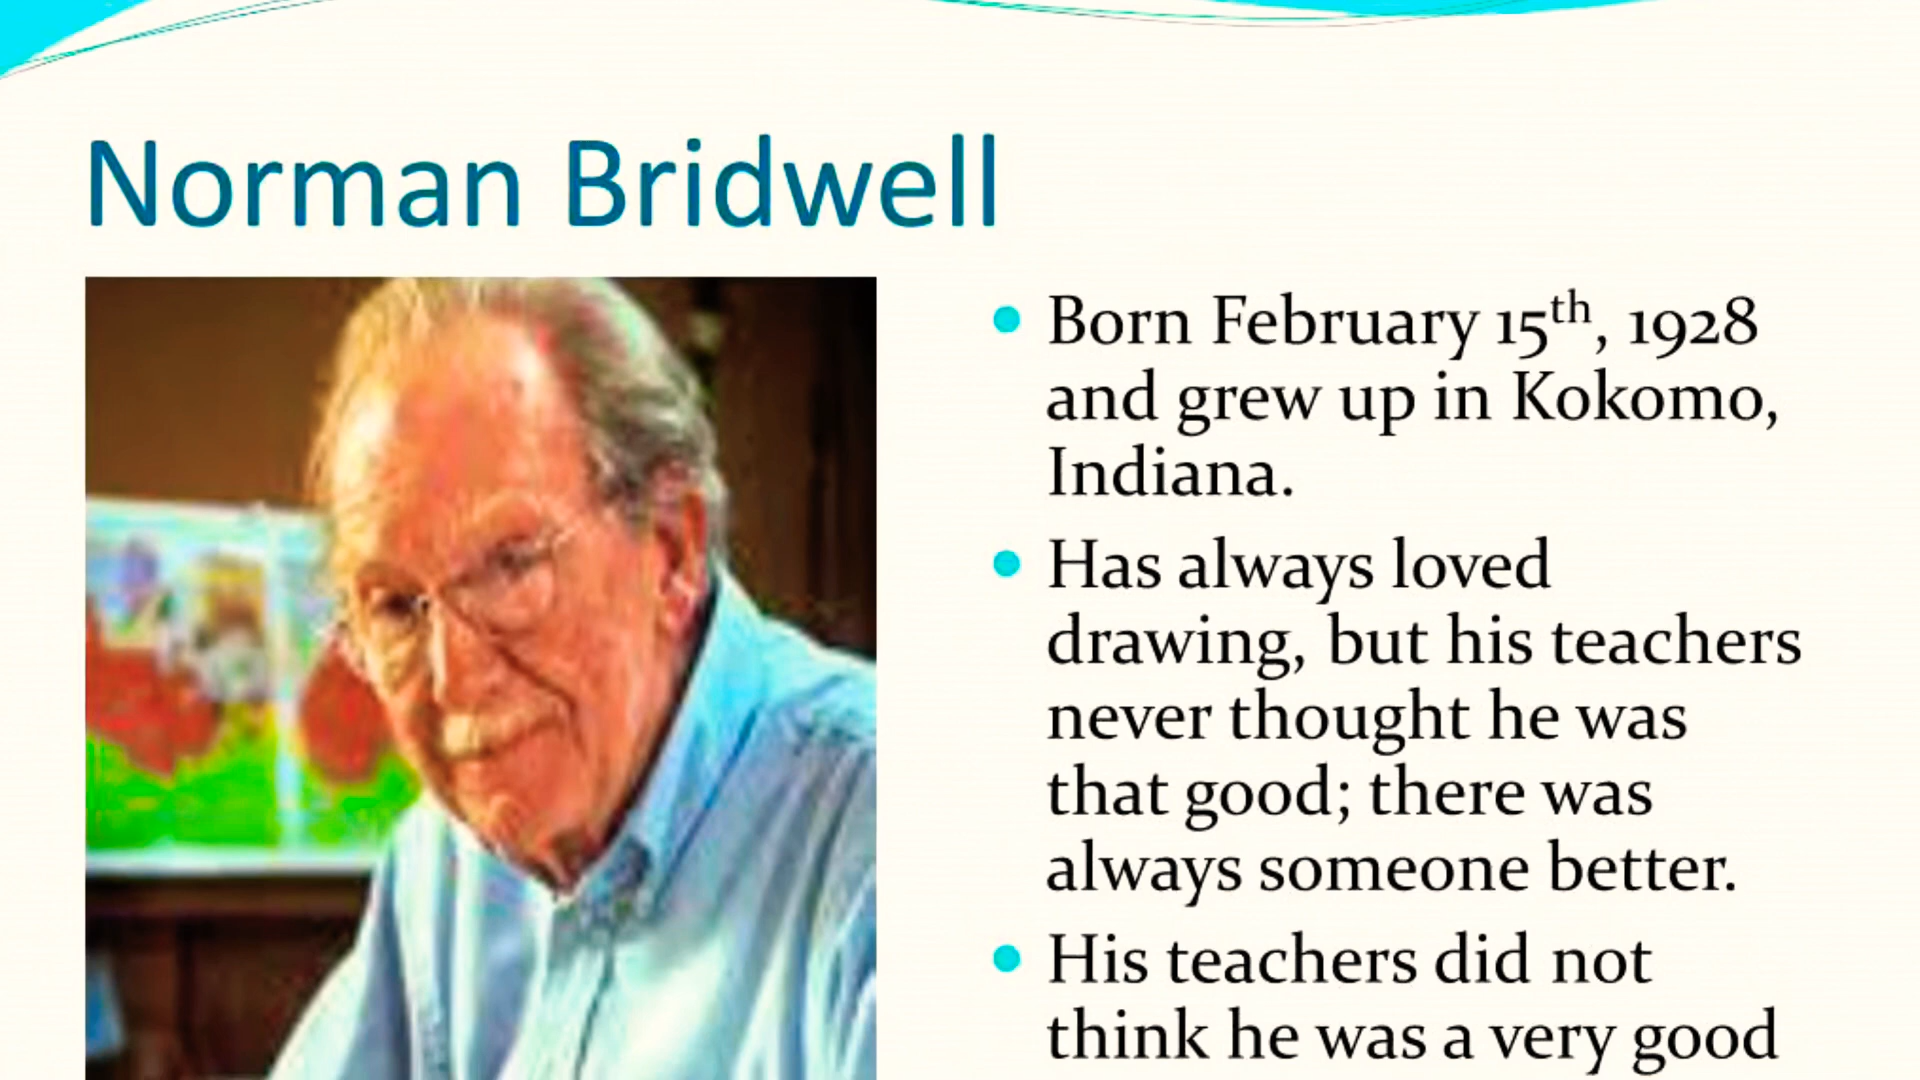 Norman Bridwell
Born February 15th, 1928
and grew up in Kokomo,
Indiana.
Has always loved
drawing, but his teachers
never thought he was
that good; there was
always someone better.
His teachers did not
think he was a very good